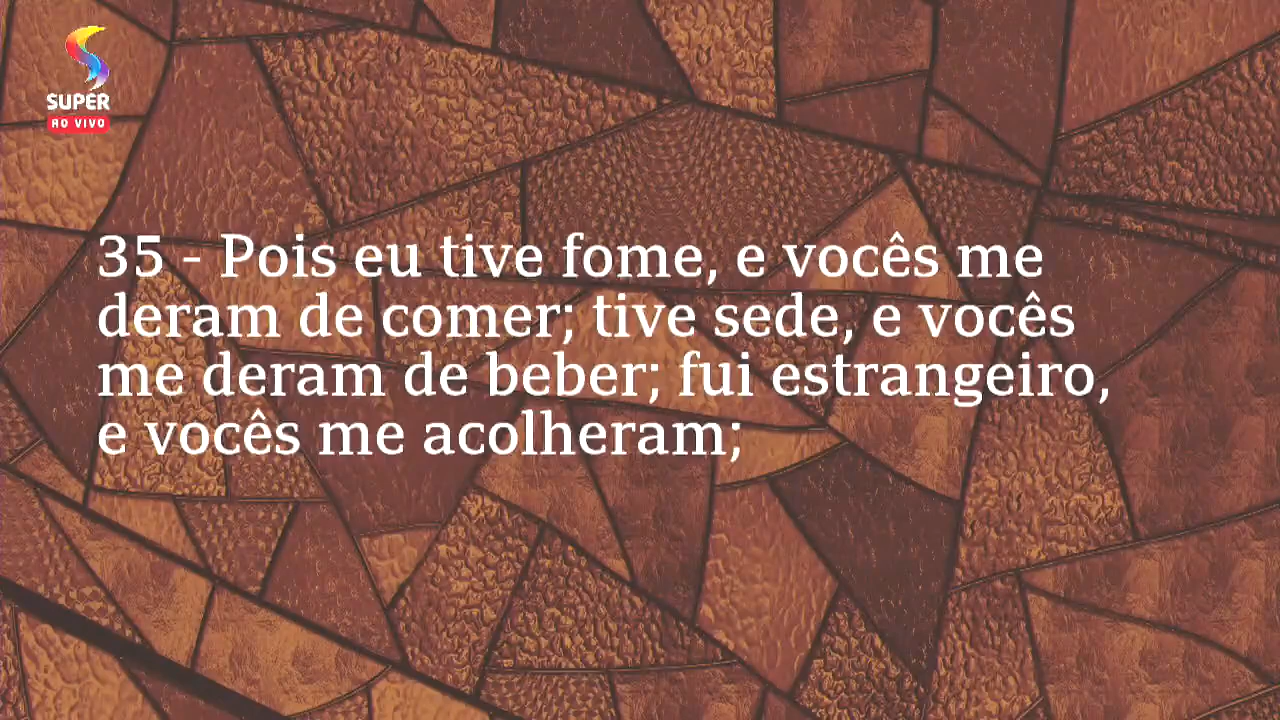 SUPER
AO VIVO
35 - Pois eu tive fome, e vocês me
deram de comer; tive sede, e vocês
me deram de beber; fui estrangeiro,
e vocês me acolheram;